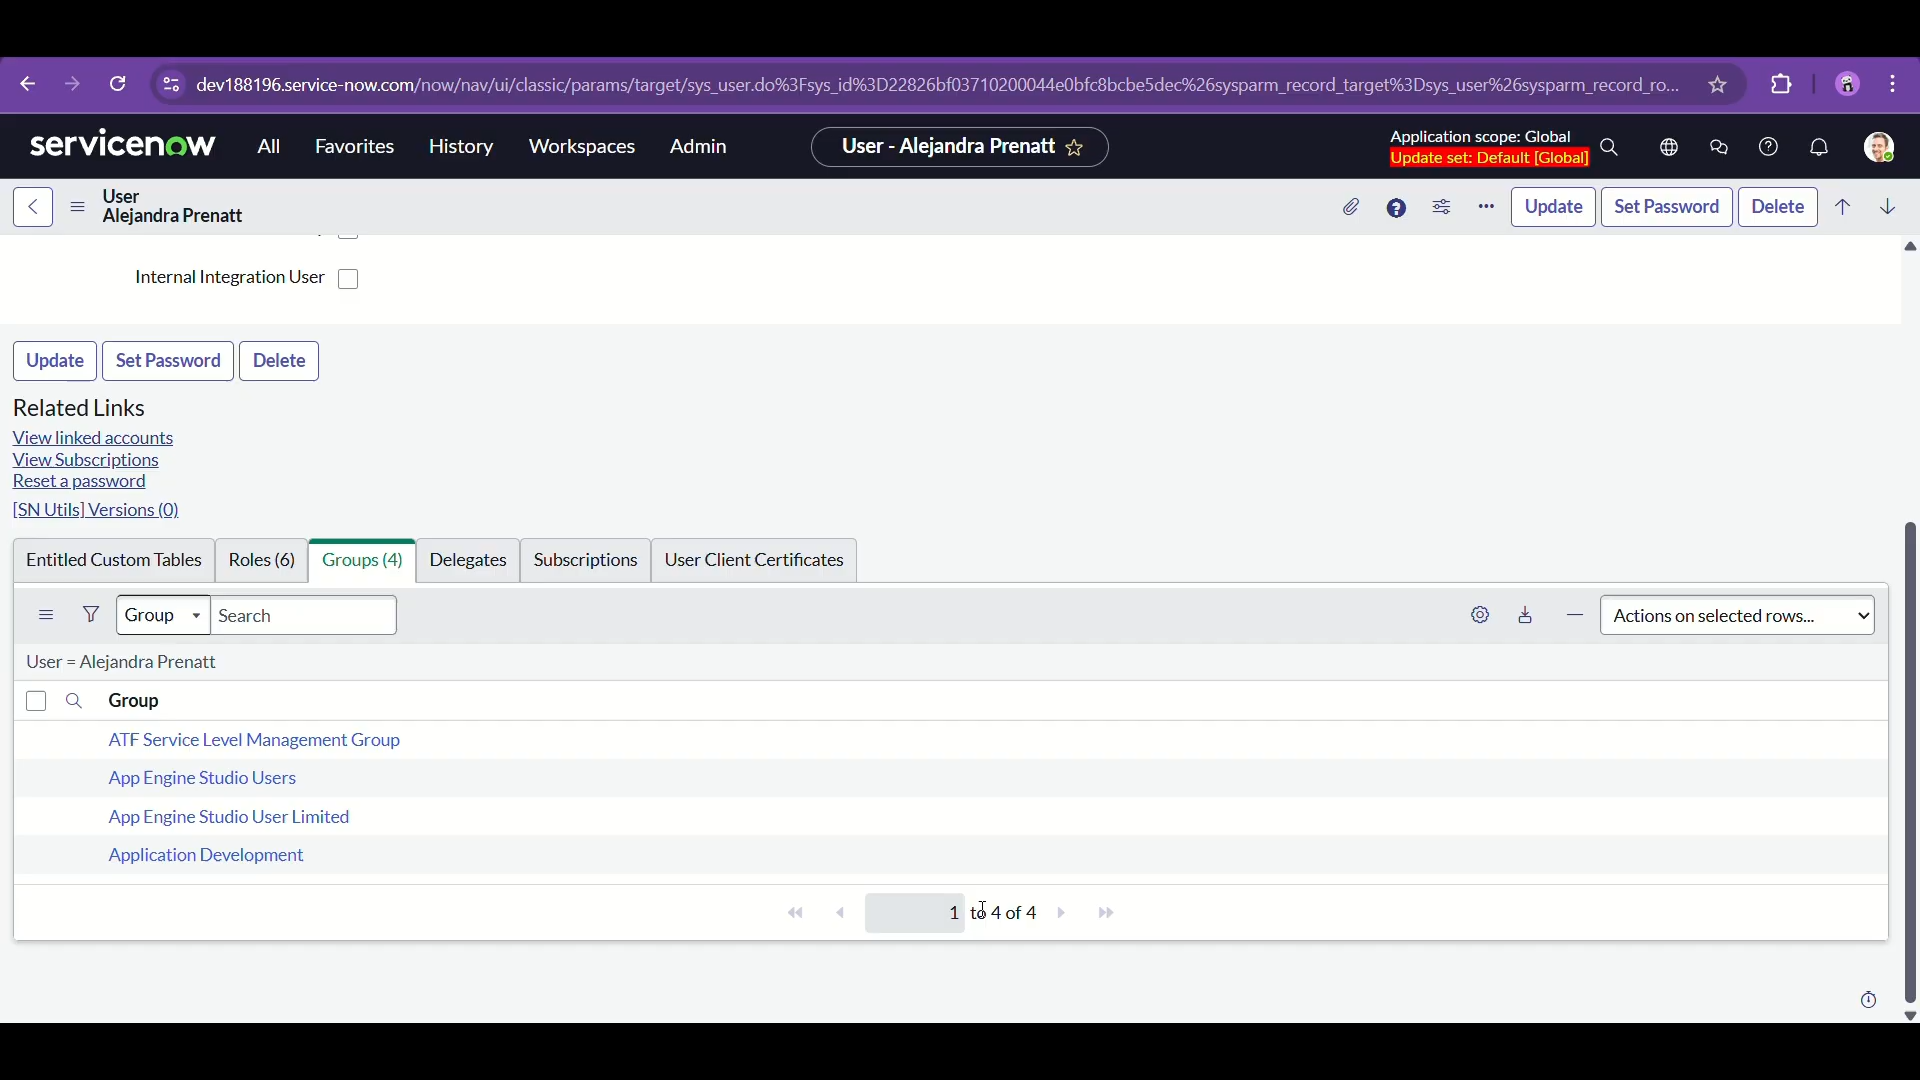 dev188196.service-now.com/now/nav/ui/classic/params/target/sys_user.do%3Fsys_id%3D22826bf03710200044e0bfc8bcbe5dec%26sysparm_record_target%3Dsys_user%26sysparm_record_ro...
servicenow All Favorites History Workspaces Admin User - Alejandra Prenatt Application scope: Global
Update set: Default [Global]
User
Alejandra Prenatt
Update Set Password Delete
Internal Integration User
Update Set Password Delete
Related Links
View linked accounts
View Subscriptions
Reset a password
[SN Utils] Versions (0)
Entitled Custom Tables Roles (6) Groups (4) Delegates Subscriptions User Client Certificates
Group Search Actions on selected rows...
User = Alejandra Prenatt
Group
ATF Service Level Management Group
App Engine Studio Users
App Engine Studio User Limited
Application Development
1 to 4 of 4